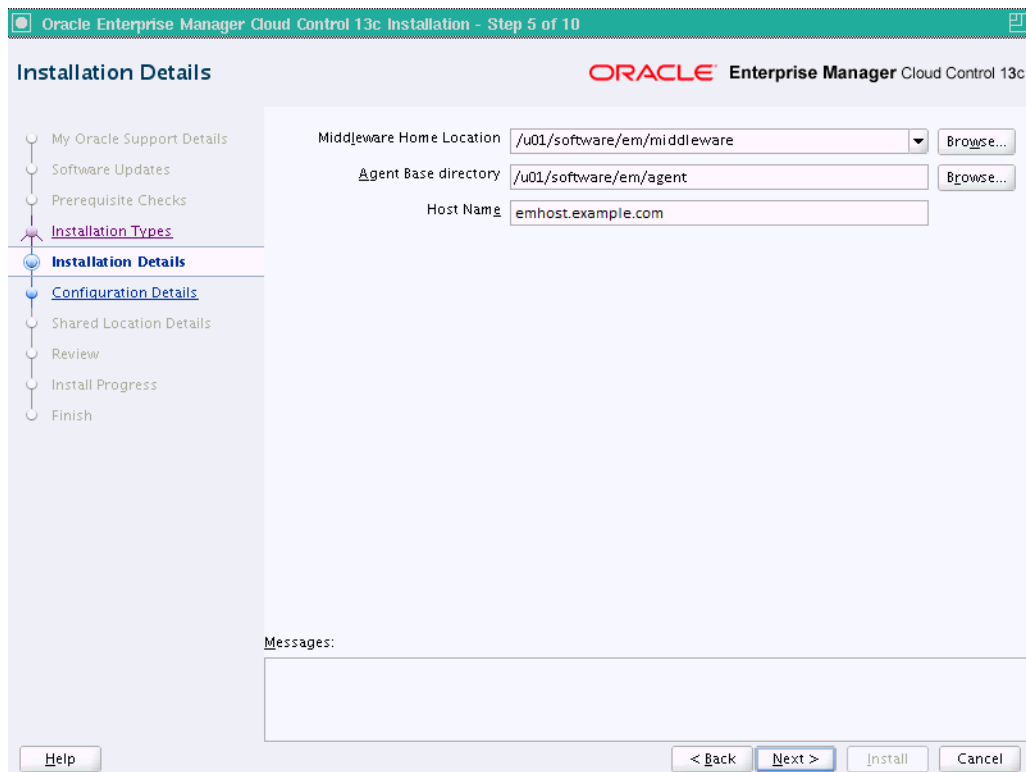 Oracle Enterprise Manager Cloud Control 13c Installation - Step 5 of 10
Installation Details
ORACLE Enterprise Manager Cloud Control 13c
My Oracle Support Details
Software Updates
Prerequisite Checks
Installation Types
Installation Details
Configuration Details
Shared Location Details
Review
Install Progress
Finish
Middleware Home Location /u01/software/em/middleware Browse...
Agent Base directory /u01/software/em/agent Browse...
Host Name emhost.example.com
Messages:
Help < Back Next > Install Cancel